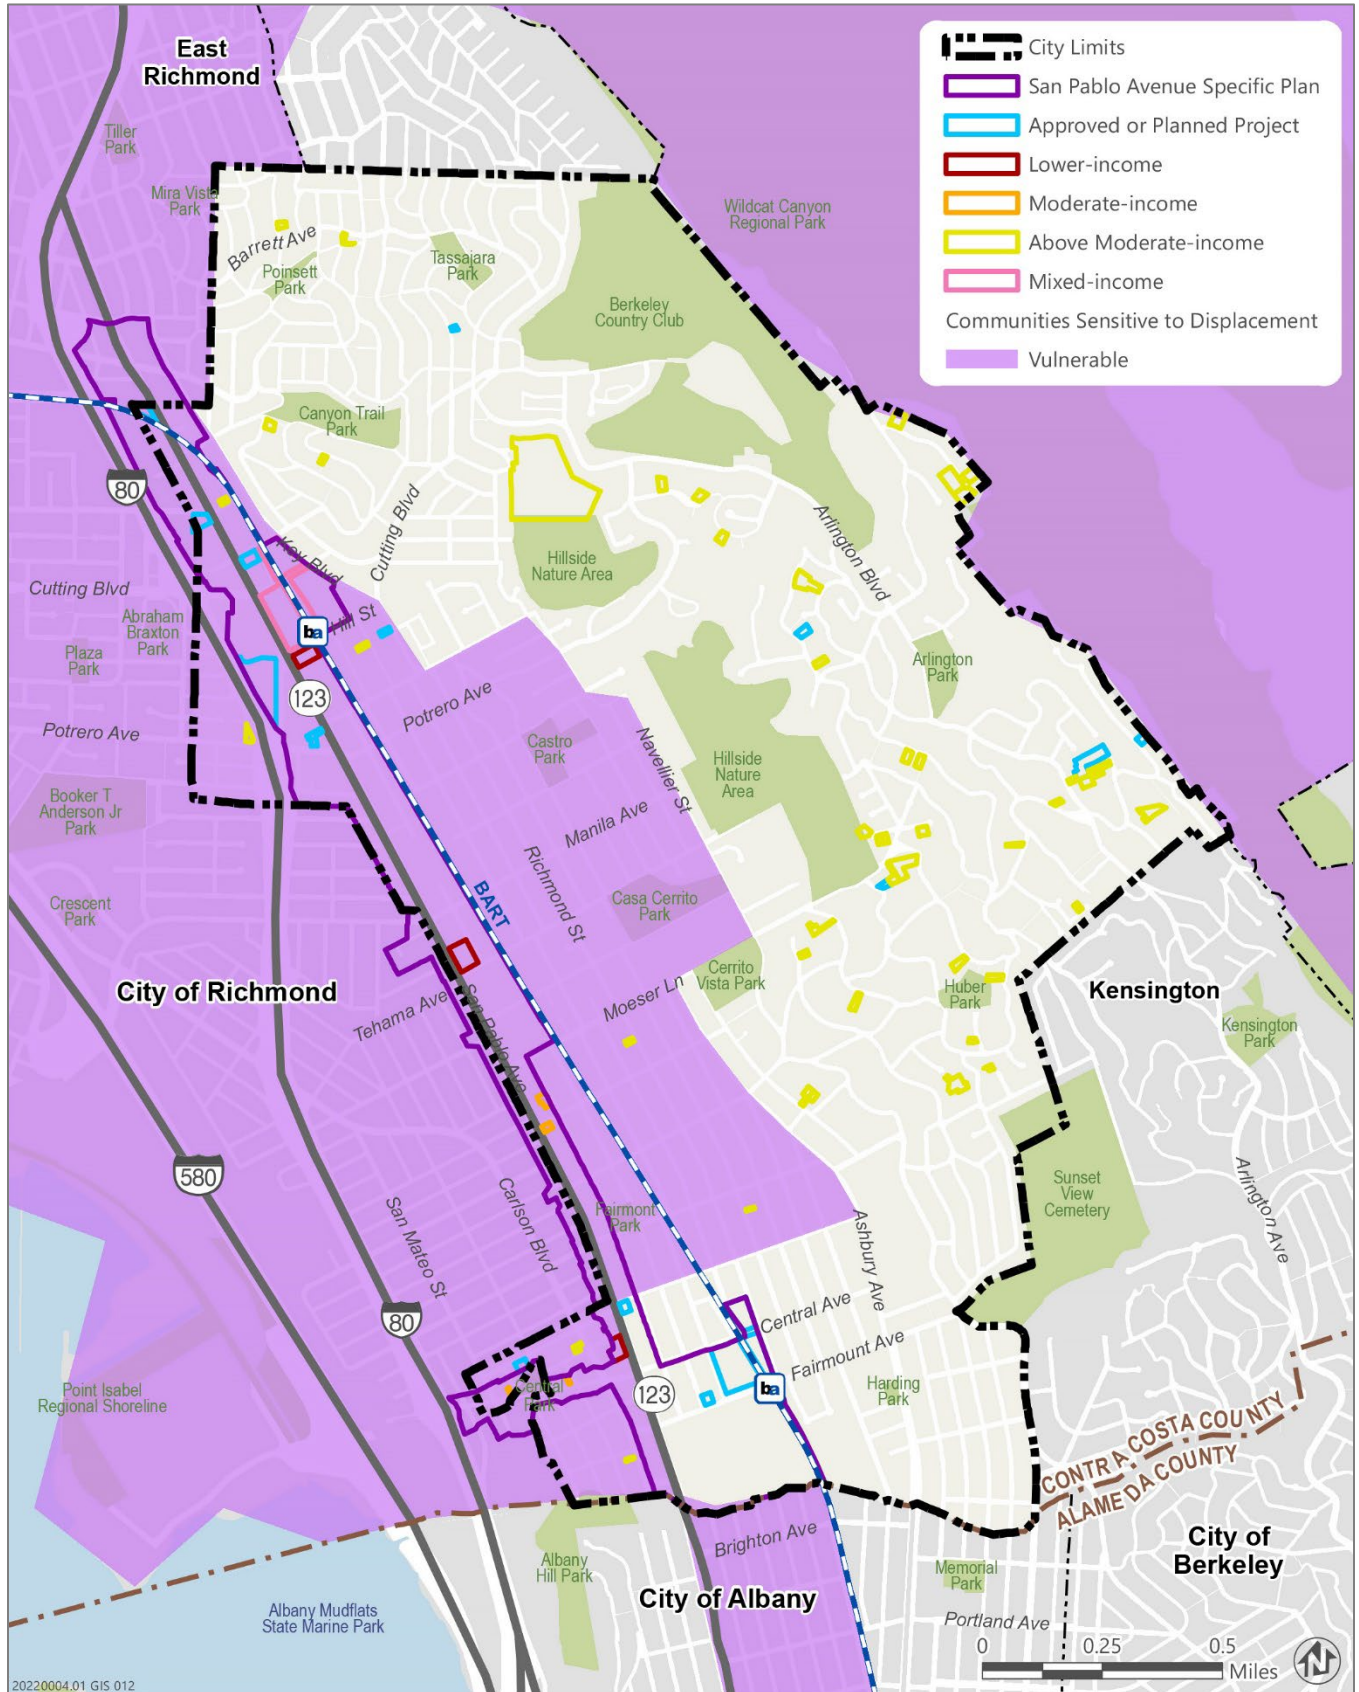 East
Richmond
City Limits
San Pablo Avenue Specific Plan
Approved or Planned Project
Lower-income
Moderate-income
Above Moderate-income
Mixed-income
Communities Sensitive to Displacement
Vulnerable
Tiller
Park
Mira Vista
Park
Wildcat Canyon
Regional Park
Barrett Ave
Poinsett
Park
Tassajara
Park
Berkeley
Country Club
Canyon Trail
Park
80
Cutting Blvd
Arlington Blvd
Key Blvd
Hillside
Nature Area
Cutting Blvd
Abraham
Braxton
Park
Hill St
ba
Plaza
Park
Arlington
Park
123
Potrero Ave
Potrero Ave
Castro
Park
Navellier St
Hillside
Nature
Area
Booker T
Anderson Jr
Park
Manila Ave
Richmond St
BART
Crescent
Park
Casa Cerrito
Park
City of Richmond
Cerrito
Vista Park
Huber
Park
Kensington
Tehama Ave
San Pablo Ave
Moeser Ln
Kensington
Park
580
Sunset
View
Cemetery
Arlington Ave
San Mateo St
Carlson Blvd
Fairmont
Park
Ashbury Ave
80
Central Ave
Fairmount Ave
Point Isabel
Regional Shoreline
Central
Park
123
ba
Harding
Park
CONTRA COSTA COUNTY
ALAMEDA COUNTY
Brighton Ave
City of
Berkeley
Albany
Hill Park
Memorial
Park
City of Albany
Albany Mudflats
State Marine Park
Portland Ave
0 0.25 0.5
Miles
N
20220004.01 GIS 012